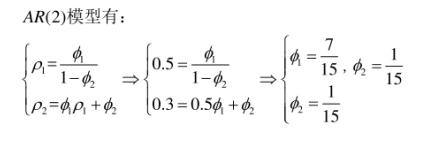 AR(2)模型有：
{ρ₁=ϕ₁/(1−ϕ₂) ⇒ {0.5=ϕ₁/(1−ϕ₂) ⇒ {ϕ₁=7/15，ϕ₂=1/15
{ρ₂=ϕ₁ρ₁+ϕ₂ {0.3=0.5ϕ₁+ϕ₂ {ϕ₂=1/15